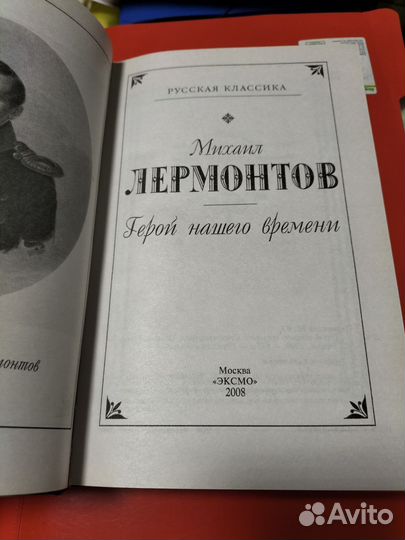 РУССКАЯ КЛАССИКА
Михаил
ЛЕРМОНТОВ
Герой нашего времени
Москва
«ЭКСМО»
2008
Avito